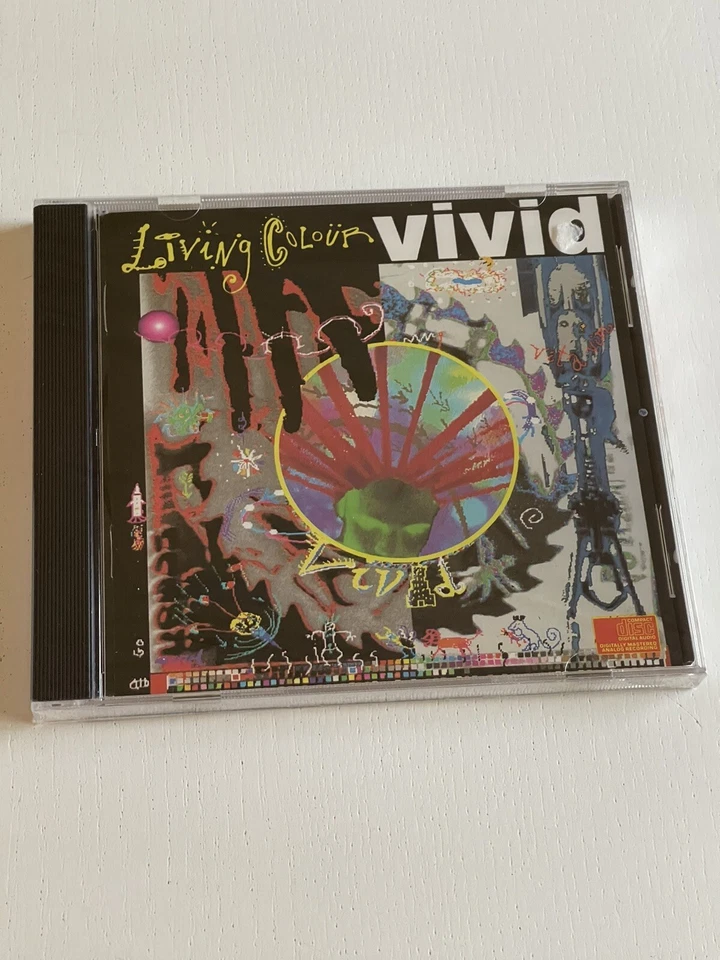 Living Colour vivid
Vivid
COMPACT
disc
DIGITAL AUDIO
DIGITALLY MASTERED
ANALOG RECORDING